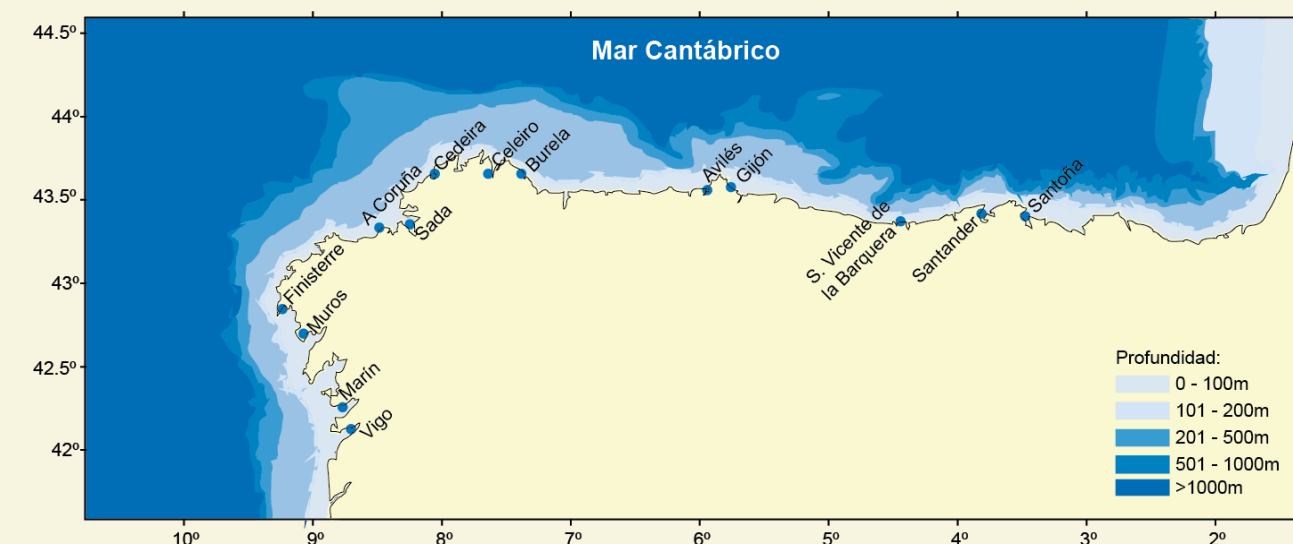 Mar Cantábrico
44.5º
44º
43.5º
43º
42.5º
42º
Cedeira
Celeiro
Burela
A Coruña
Sada
Finisterre
Muros
Marín
Vigo
Avilés
Gijón
S. Vicente de
la Barquera
Santander
Santoña
Profundidad:
0 - 100m
101 - 200m
201 - 500m
501 - 1000m
>1000m
10º
9º
8º
7º
6º
5º
4º
3º
2º